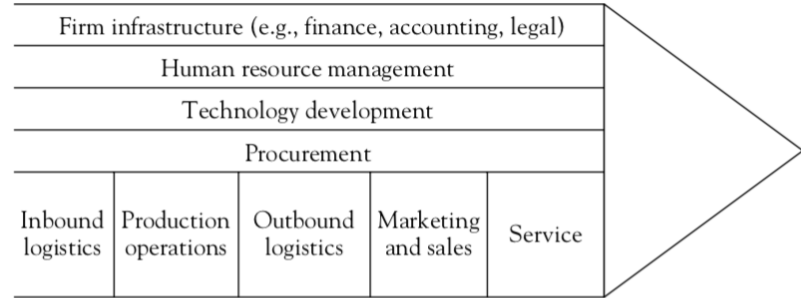 Firm infrastructure (e.g., finance, accounting, legal)
Human resource management
Technology development
Procurement
Inbound
logistics
Production
operations
Outbound
logistics
Marketing
and sales
Service